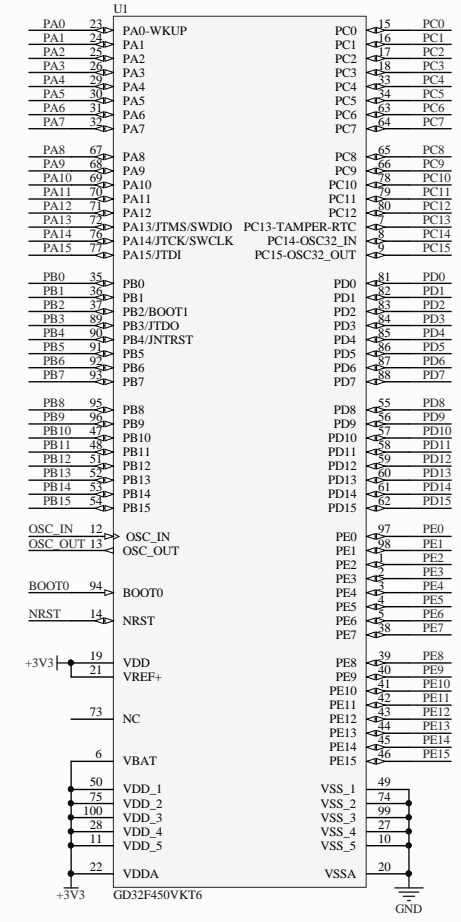 U1
PA0 23 PA0-WKUP PC0 15 PC0
PA1 24 PA1 PC1 16 PC1
PA2 25 PA2 PC2 17 PC2
PA3 26 PA3 PC3 18 PC3
PA4 29 PA4 PC4 33 PC4
PA5 30 PA5 PC5 34 PC5
PA6 31 PA6 PC6 63 PC6
PA7 32 PA7 PC7 64 PC7
PA8 67 PA8 PC8 65 PC8
PA9 68 PA9 PC9 66 PC9
PA10 69 PA10 PC10 78 PC10
PA11 70 PA11 PC11 79 PC11
PA12 71 PA12 PC12 80 PC12
PA13 72 PA13/JTMS/SWDIO PC13-TAMPER-RTC 7 PC13
PA14 76 PA14/JTCK/SWCLK PC14-OSC32_IN 8 PC14
PA15 77 PA15/JTDI PC15-OSC32_OUT 9 PC15
PB0 35 PB0 PD0 81 PD0
PB1 36 PB1 PD1 82 PD1
PB2 37 PB2/BOOT1 PD2 83 PD2
PB3 89 PB3/JTDO PD3 84 PD3
PB4 90 PB4/JNTRST PD4 85 PD4
PB5 91 PB5 PD5 86 PD5
PB6 92 PB6 PD6 87 PD6
PB7 93 PB7 PD7 88 PD7
PB8 95 PB8 PD8 55 PD8
PB9 96 PB9 PD9 56 PD9
PB10 47 PB10 PD10 57 PD10
PB11 48 PB11 PD11 58 PD11
PB12 51 PB12 PD12 59 PD12
PB13 52 PB13 PD13 60 PD13
PB14 53 PB14 PD14 61 PD14
PB15 54 PB15 PD15 62 PD15
OSC_IN 12 OSC_IN PE0 97 PE0
OSC_OUT 13 OSC_OUT PE1 98 PE1
PE2 1 PE2
PE3 2 PE3
BOOT0 94 BOOT0 PE4 3 PE4
PE5 4 PE5
NRST 14 NRST PE6 5 PE6
PE7 38 PE7
+3V3 19 VDD PE8 39 PE8
21 VREF+ PE9 40 PE9
PE10 41 PE10
PE11 42 PE11
73 NC PE12 43 PE12
PE13 44 PE13
PE14 45 PE14
6 VBAT PE15 46 PE15
50 VDD_1 VSS_1 49
75 VDD_2 VSS_2 74
100 VDD_3 VSS_3 99
28 VDD_4 VSS_4 27
11 VDD_5 VSS_5 10
22 VDDA VSSA 20
+3V3 GD32F450VKT6 GND